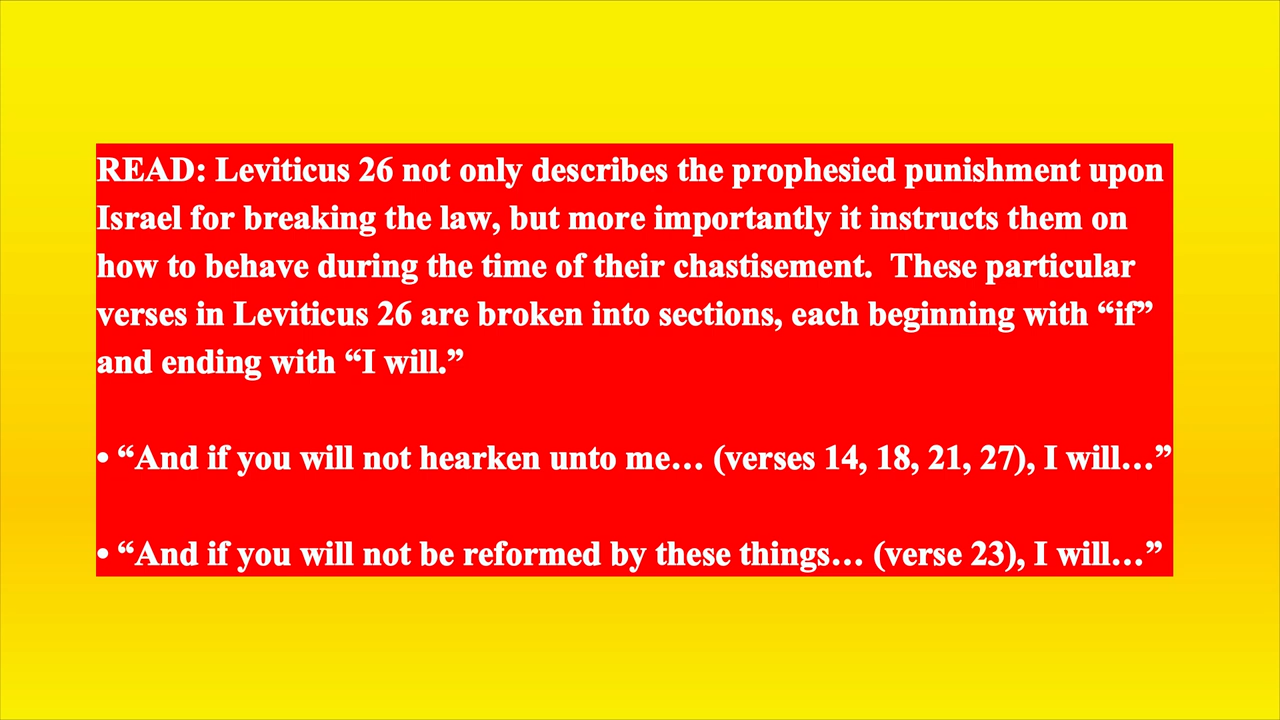 READ: Leviticus 26 not only describes the prophesied punishment upon
Israel for breaking the law, but more importantly it instructs them on
how to behave during the time of their chastisement.  These particular
verses in Leviticus 26 are broken into sections, each beginning with “if”
and ending with “I will.”
• “And if you will not hearken unto me… (verses 14, 18, 21, 27), I will…”
• “And if you will not be reformed by these things… (verse 23), I will…”